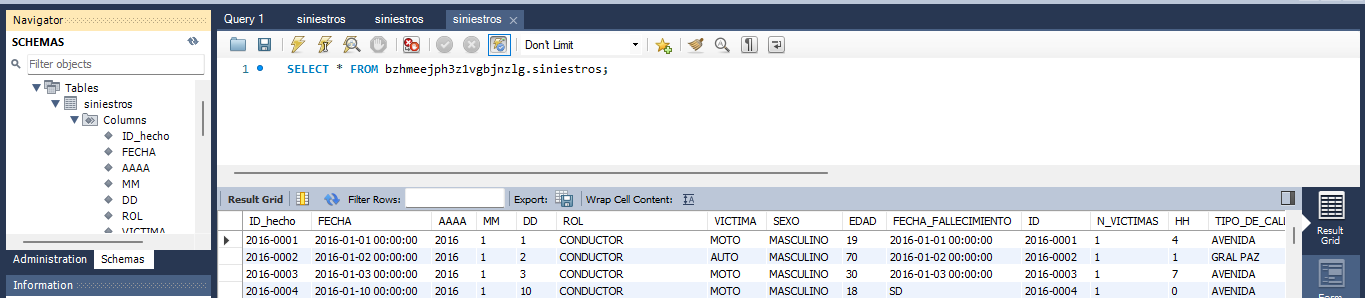 Navigator
SCHEMAS
Filter objects
Tables
siniestros
Columns
ID_hecho
FECHA
AAAA
MM
DD
ROL
VICTIMA
Administration Schemas
Information
Query 1 siniestros siniestros siniestros
Don't Limit
1 SELECT * FROM bzhmeejph3z1vgbjnzlg.siniestros;
Result Grid Filter Rows: Export: Wrap Cell Content:
ID_hecho FECHA AAAA MM DD ROL VICTIMA SEXO EDAD FECHA_FALLECIMIENTO ID N_VICTIMAS HH TIPO_DE_CALL
2016-0001 2016-01-01 00:00:00 2016 1 1 CONDUCTOR MOTO MASCULINO 19 2016-01-01 00:00:00 2016-0001 1 4 AVENIDA
2016-0002 2016-01-02 00:00:00 2016 1 2 CONDUCTOR AUTO MASCULINO 70 2016-01-02 00:00:00 2016-0002 1 1 GRAL PAZ
2016-0003 2016-01-03 00:00:00 2016 1 3 CONDUCTOR MOTO MASCULINO 30 2016-01-03 00:00:00 2016-0003 1 7 AVENIDA
2016-0004 2016-01-10 00:00:00 2016 1 10 CONDUCTOR MOTO MASCULINO 18 SD 2016-0004 1 0 AVENIDA
Result
Grid
Form